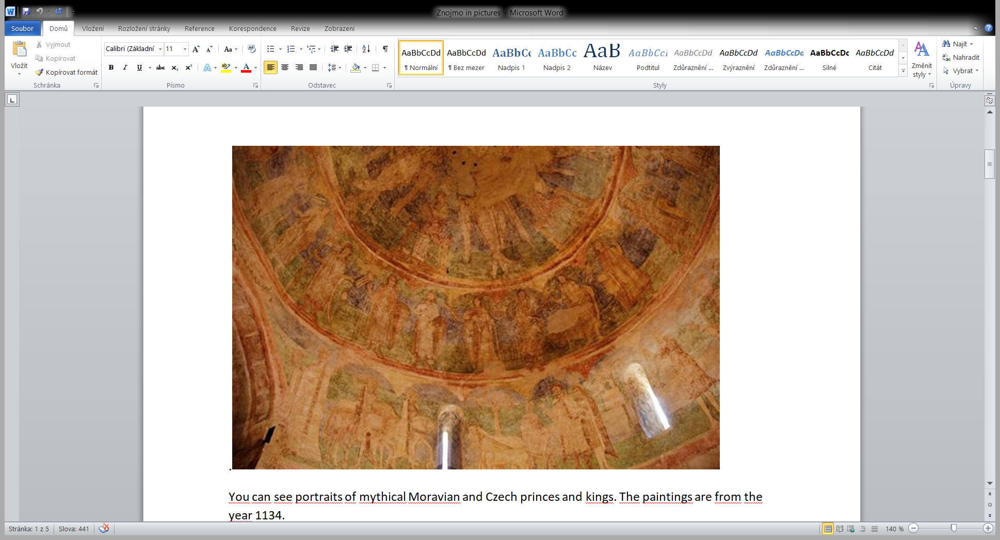 Znojmo in pictures - Microsoft Word
Soubor Domů Vložení Rozložení stránky Reference Korespondence Revize Zobrazení
Vložit
Vyjmout
Kopírovat
Kopírovat formát
Schránka
Calibri (Základní 11
Písmo
Odstavec
AaBbCcDd AaBbCcDd AaBbCc AaBbCc AaB AaBbCcI AaBbCcDd AaBbCcDd AaBbCcDd AaBbCcDc AaBbCcDd
¶ Normální ¶ Bez mezer Nadpis 1 Nadpis 2 Název Podtitul Zdůraznění ... Zvýraznění Zdůraznění ... Silné Citát
Styly
Změnit
styly
Najít
Nahradit
Vybrat
Úpravy
.
You can see portraits of mythical Moravian and Czech princes and kings. The paintings are from the
year 1134.
Stránka: 1 z 5 Slova: 441 140 %